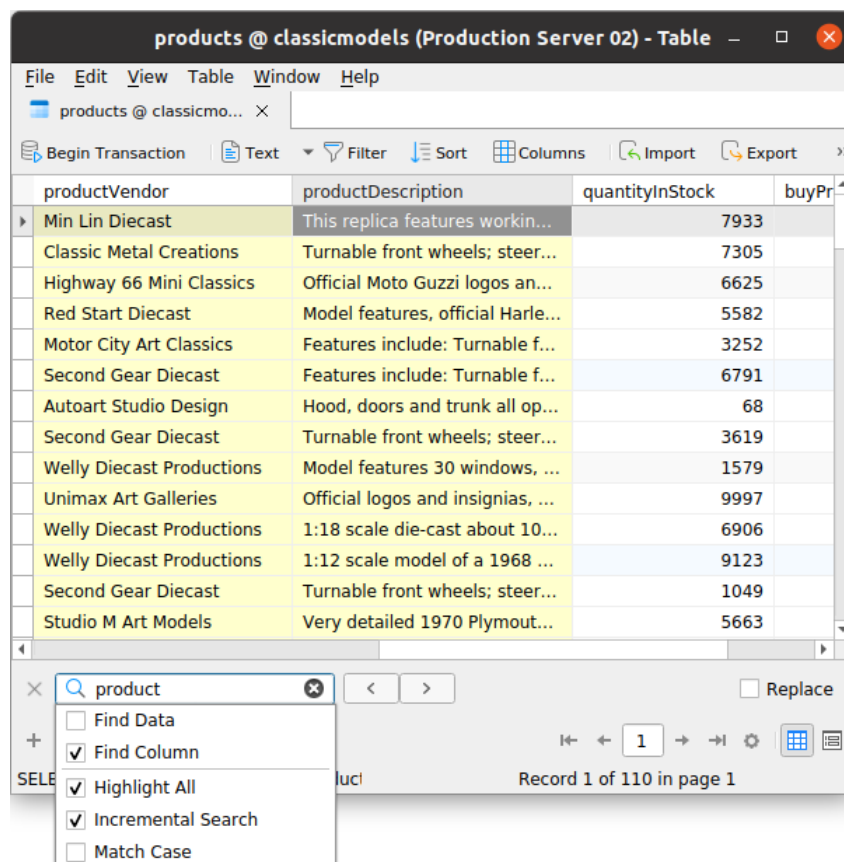 products @ classicmodels (Production Server 02) - Table
File Edit View Table Window Help
products @ classicmo...
Begin Transaction Text Filter Sort Columns Import Export
productVendor productDescription quantityInStock buyPr
Min Lin Diecast This replica features workin... 7933
Classic Metal Creations Turnable front wheels; steer... 7305
Highway 66 Mini Classics Official Moto Guzzi logos an... 6625
Red Start Diecast Model features, official Harle... 5582
Motor City Art Classics Features include: Turnable f... 3252
Second Gear Diecast Features include: Turnable f... 6791
Autoart Studio Design Hood, doors and trunk all op... 68
Second Gear Diecast Turnable front wheels; steer... 3619
Welly Diecast Productions Model features 30 windows, ... 1579
Unimax Art Galleries Official logos and insignias, ... 9997
Welly Diecast Productions 1:18 scale die-cast about 10... 6906
Welly Diecast Productions 1:12 scale model of a 1968 ... 9123
Second Gear Diecast Turnable front wheels; steer... 1049
Studio M Art Models Very detailed 1970 Plymout... 5663
product Replace
Find Data
Find Column
1
SELE Record 1 of 110 in page 1
Highlight All
Incremental Search
Match Case